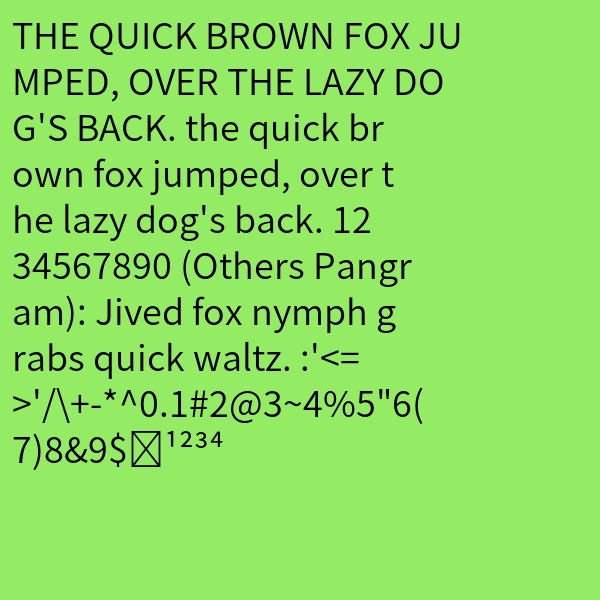 THE QUICK BROWN FOX JU
MPED, OVER THE LAZY DO
G'S BACK. the quick br
own fox jumped, over t
he lazy dog's back. 12
34567890 (Others Pangr
am): Jived fox nymph g
rabs quick waltz. :'<=
>'/\+-*^0.1#2@3~4%5"6(
7)8&9$¹²³⁴